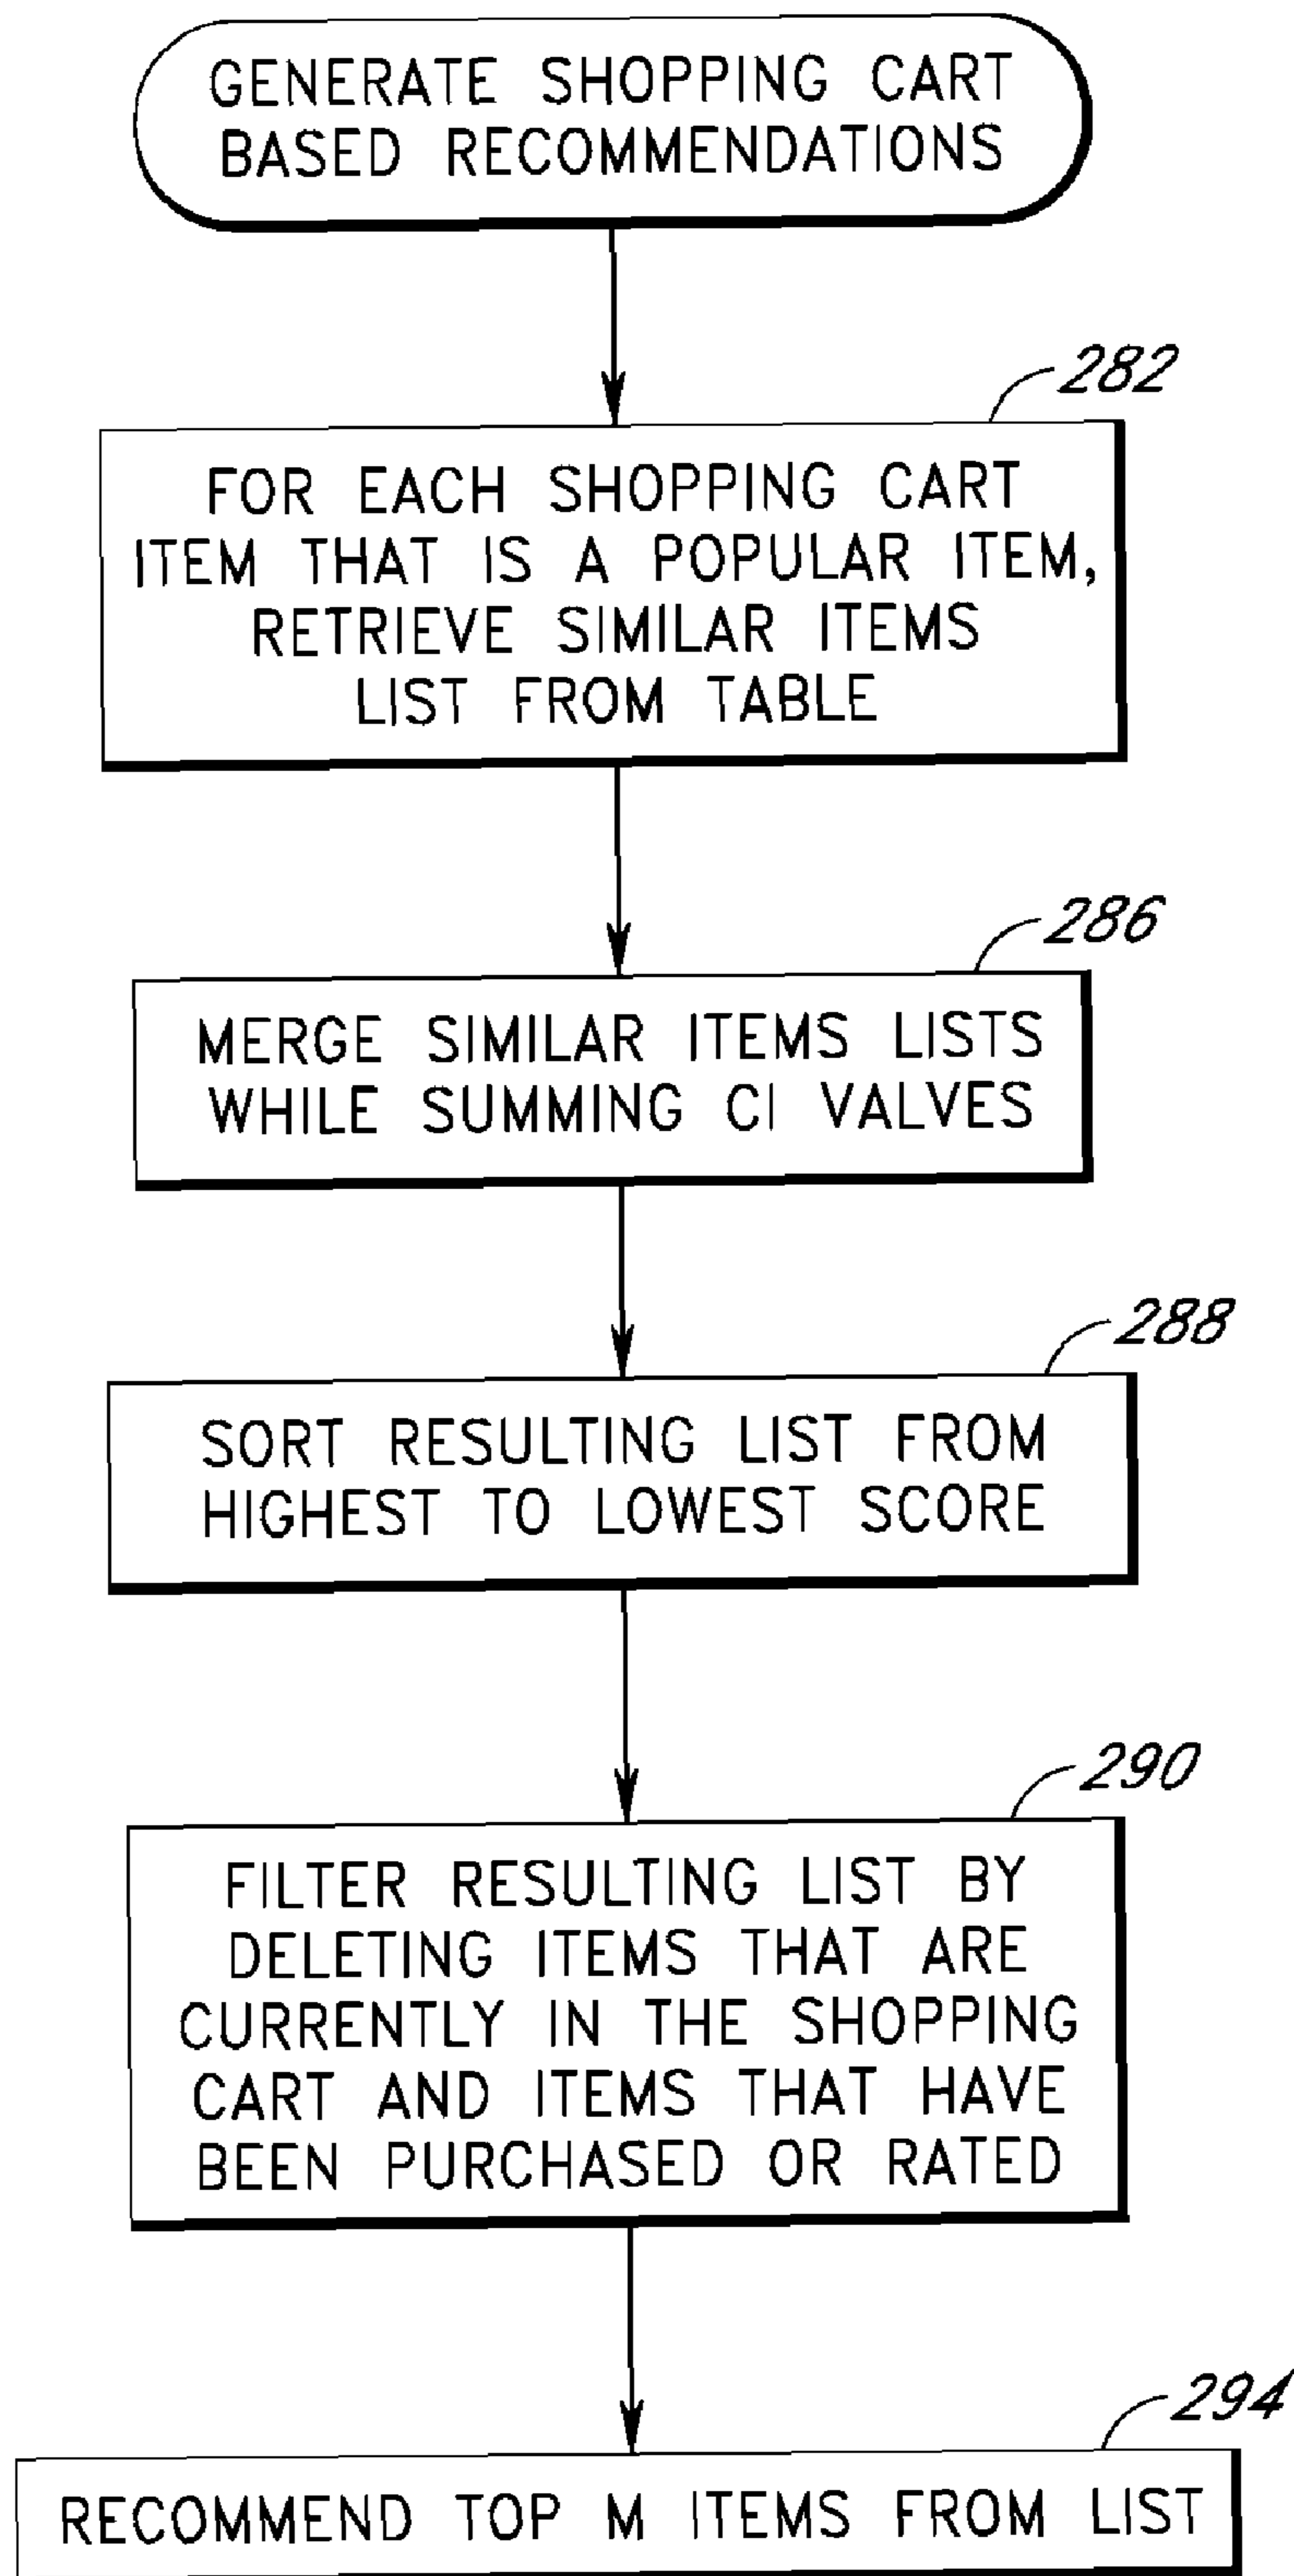 GENERATE SHOPPING CART
BASED RECOMMENDATIONS
282
FOR EACH SHOPPING CART
ITEM THAT IS A POPULAR ITEM,
RETRIEVE SIMILAR ITEMS
LIST FROM TABLE
286
MERGE SIMILAR ITEMS LISTS
WHILE SUMMING CI VALVES
288
SORT RESULTING LIST FROM
HIGHEST TO LOWEST SCORE
290
FILTER RESULTING LIST BY
DELETING ITEMS THAT ARE
CURRENTLY IN THE SHOPPING
CART AND ITEMS THAT HAVE
BEEN PURCHASED OR RATED
294
RECOMMEND TOP M ITEMS FROM LIST